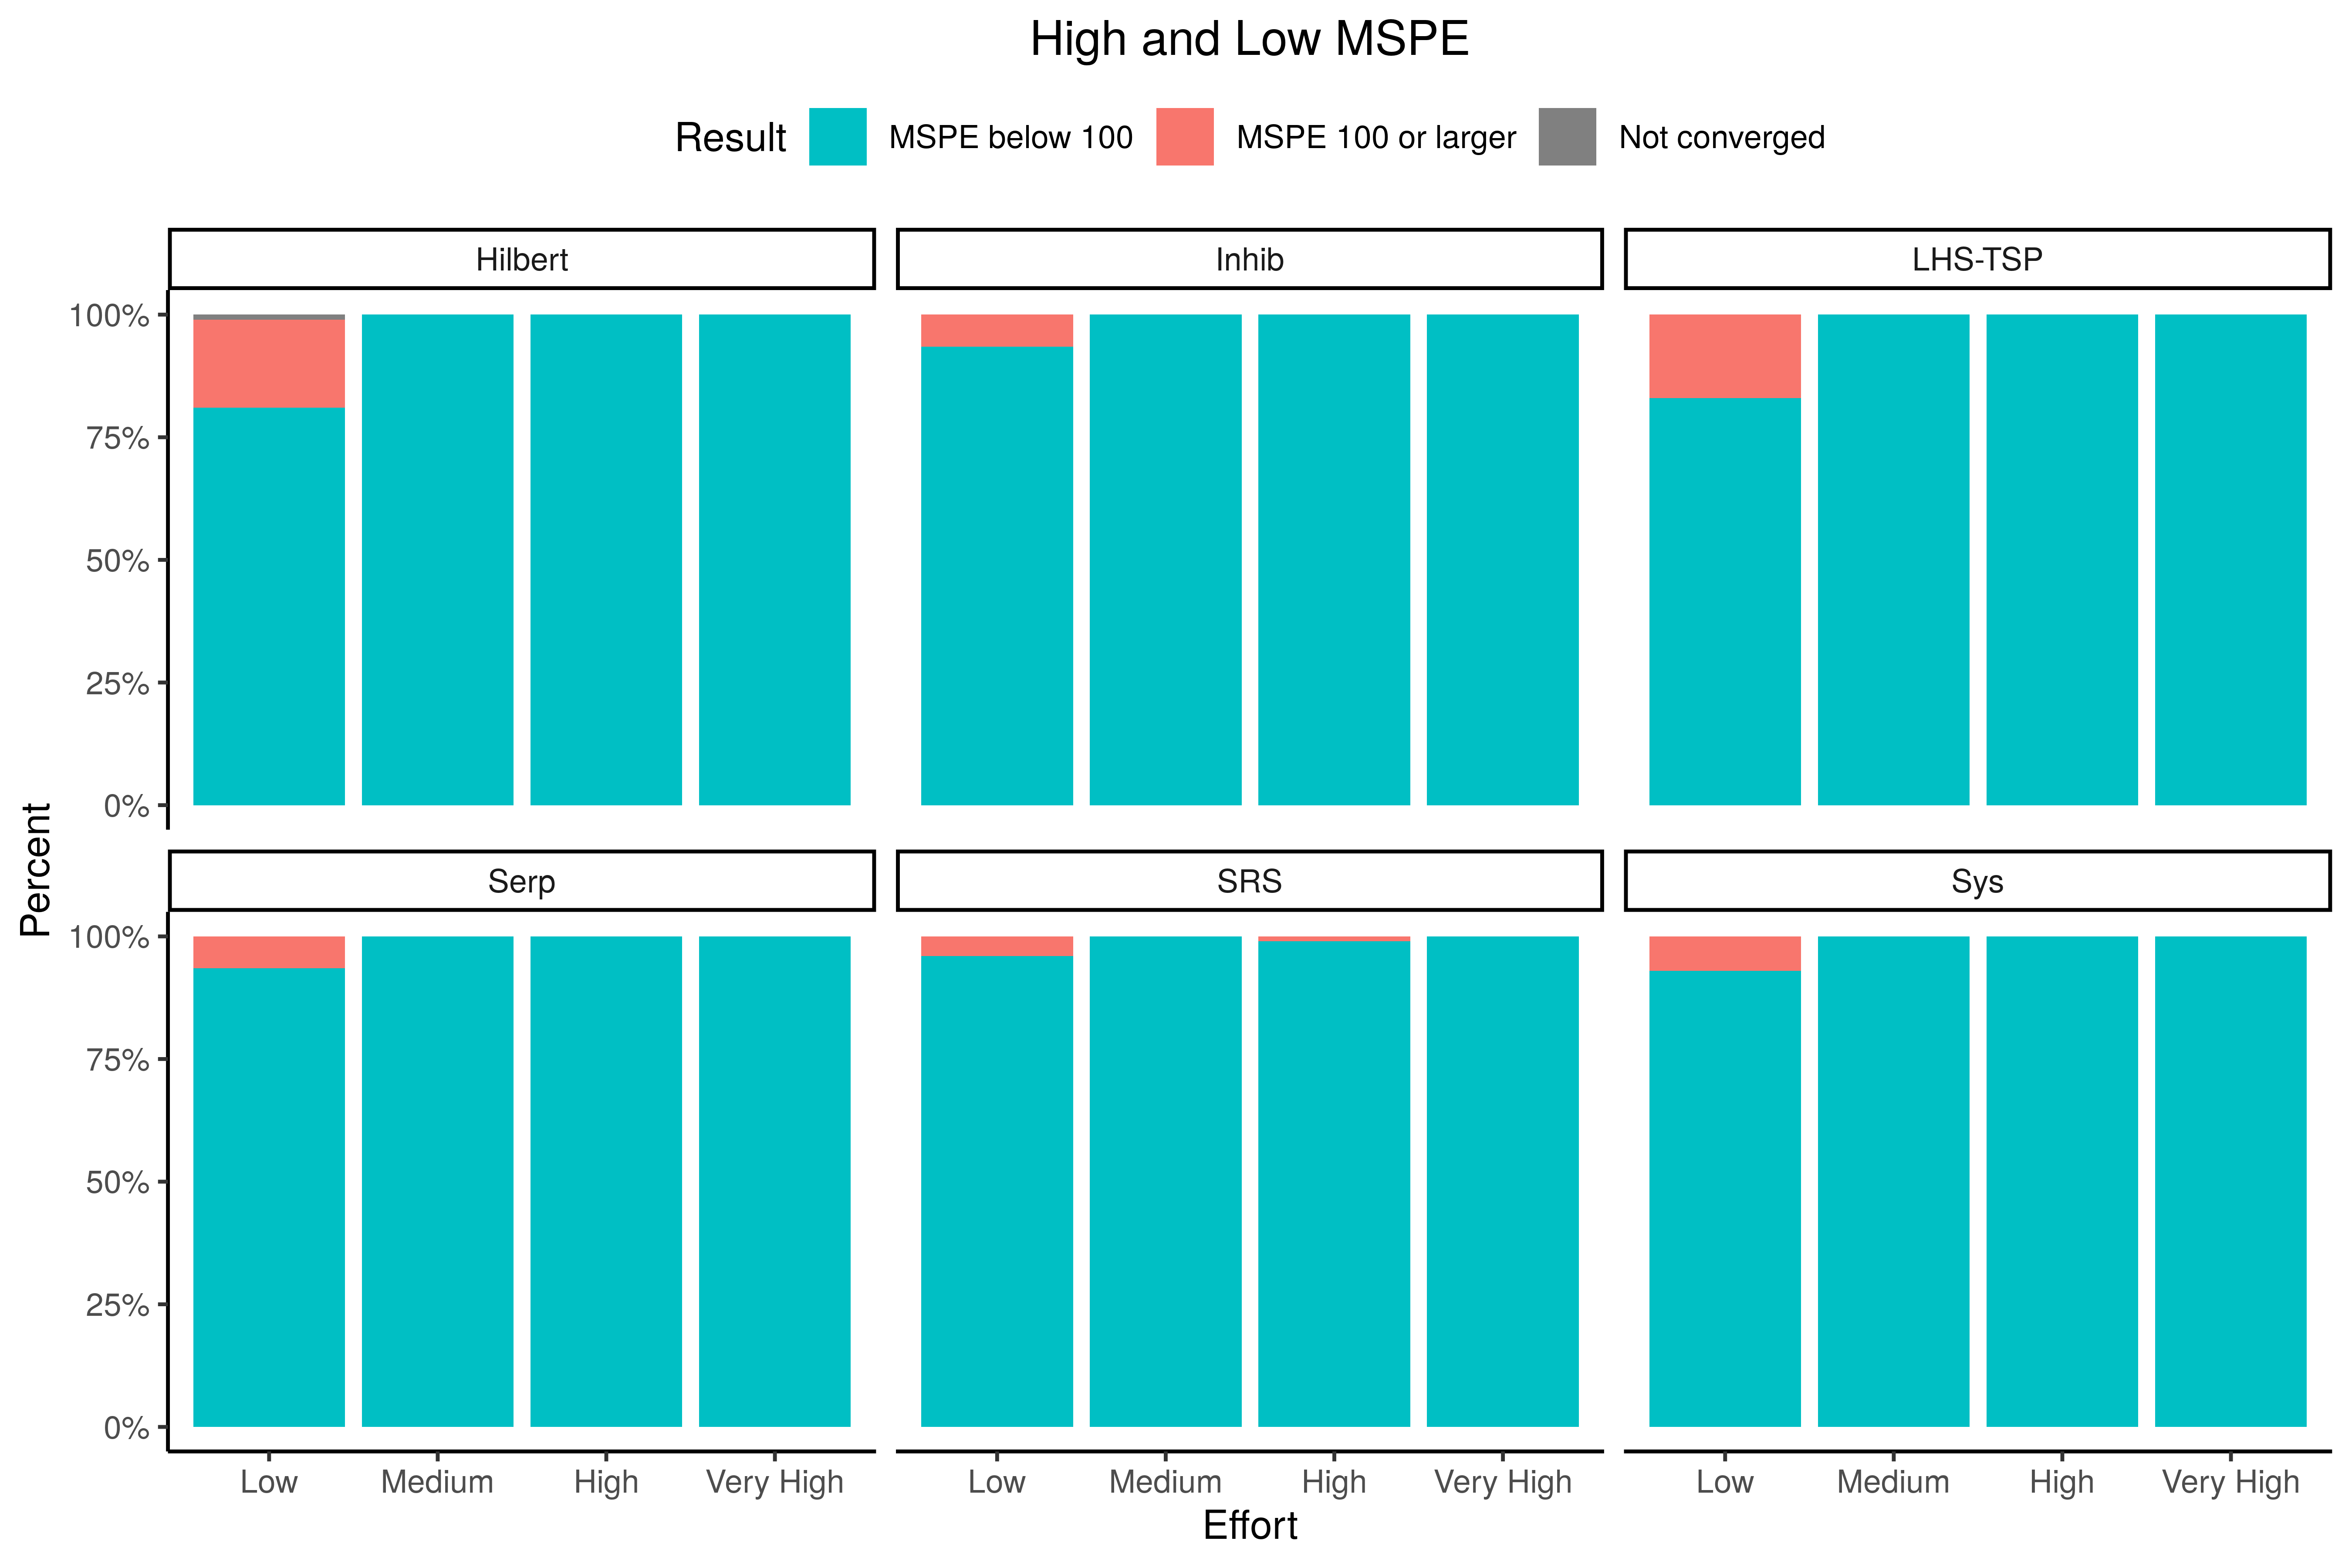 High and Low MSPE
Result MSPE below 100 MSPE 100 or larger Not converged
Hilbert Inhib LHS-TSP
100%
75%
50%
25%
0%
Percent
Serp SRS Sys
100%
75%
50%
25%
0%
Low Medium High Very High Low Medium High Very High Low Medium High Very High
Effort